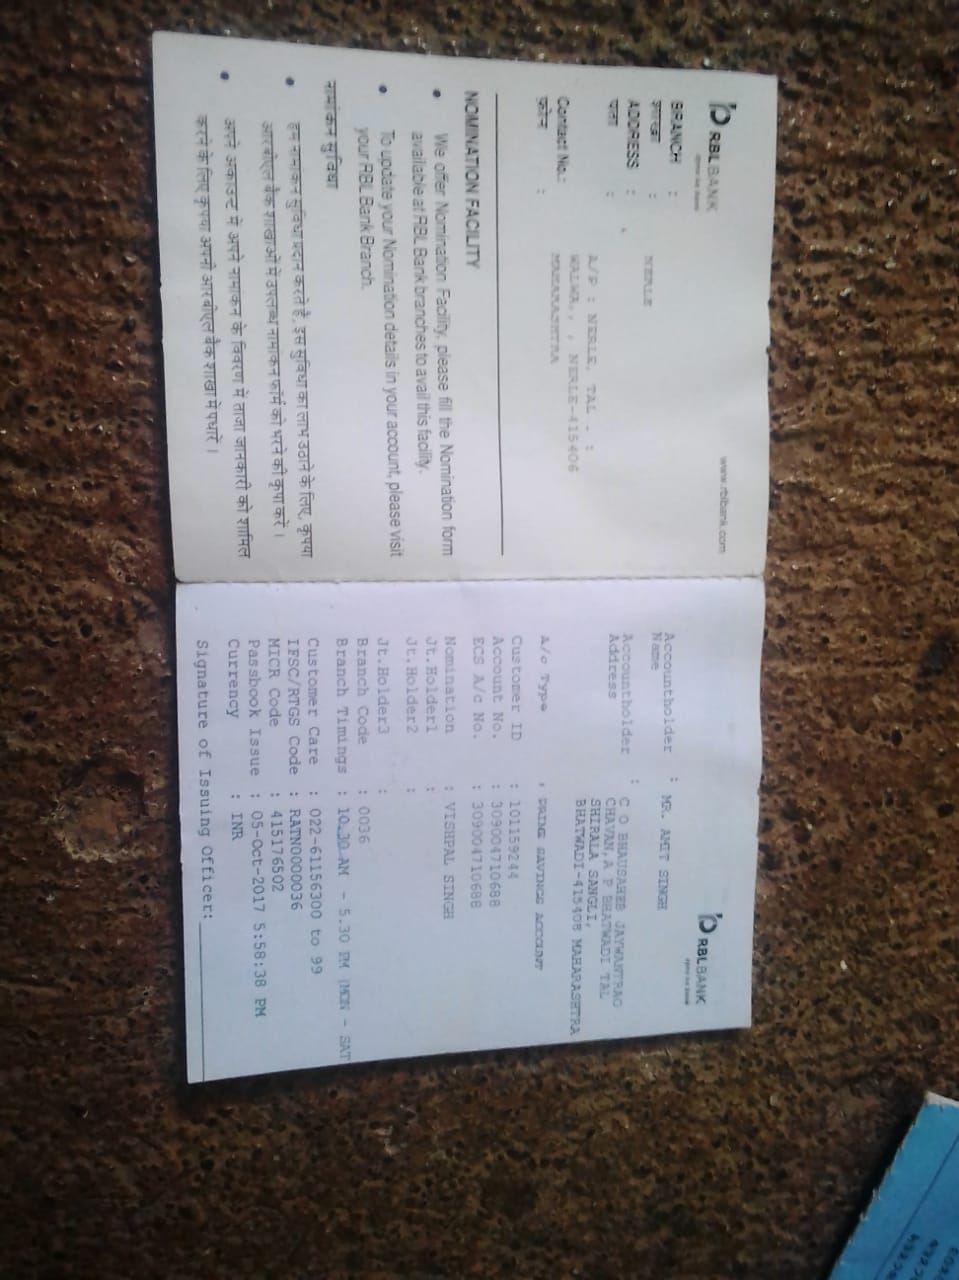 RBL BANK
apno ka bank
www.rblbank.com
BRANCH :
NERLE
शाखा :
ADDRESS :
A/P : NERLE, TAL - :
पता :
WALWA, , NERLE-415406
MAHARASHTRA
Contact No.:
फ़ोन :
NOMINATION FACILITY
• We offer Nomination Facility, please fill the Nomination form
available at RBL Bank branches to avail this facility.
• To update your Nomination details in your account, please visit
your RBL Bank Branch.
नामांकन सुविधा
• हम नामांकन सुविधा प्रदान करते है, इस सुविधा का लाभ उठाने के लिए, कृपया
आरबीएल बैंक शाखाओं में उपलब्ध नामांकन फॉर्म को भरने की कृपा करें ।
• अपने अकाउन्ट में अपने नामांकन के विवरण में ताजा जानकारी को शामिल
करने के लिए कृपया अपनी आरबीएल बैंक शाखा में पधारें ।
RBL BANK
apno ka bank
Accountholder : MR. AMIT SINGH
Name
Accountholder : C O BHAUSAHEB JAYWANTRAO
Address CHAVAN,A P BHATWADI TAL
SHIRALA SANGLI,
BHATWADI-415408 MAHARASHTRA
A/c Type : PRIME SAVINGS ACCOUNT
Customer ID : 101159244
Account No. : 309004710688
ECS A/c No. : 309004710688
Nomination : VISHPAL SINGH
Jt.Holder1 :
Jt.Holder2 :
Jt.Holder3 :
Branch Code : 0036
Branch Timings : 10.30 AM - 5.30 PM (MON - SAT
Customer Care : 022-61156300 to 99
IFSC/RTGS Code : RATN0000036
MICR Code : 415176502
Passbook Issue : 05-Oct-2017 5:58:38 PM
Currency : INR
Signature of Issuing Officer: